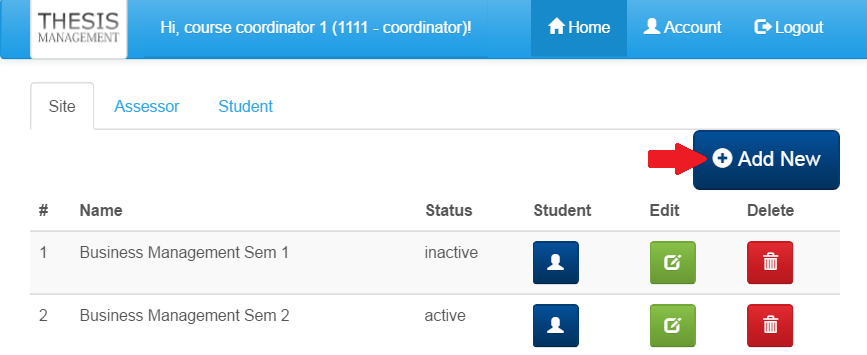 THESIS
MANAGEMENT
Hi, course coordinator 1 (1111 - coordinator)!
Home
Account
Logout
Site
Assessor
Student
Add New
# Name Status Student Edit Delete
1 Business Management Sem 1 inactive
2 Business Management Sem 2 active